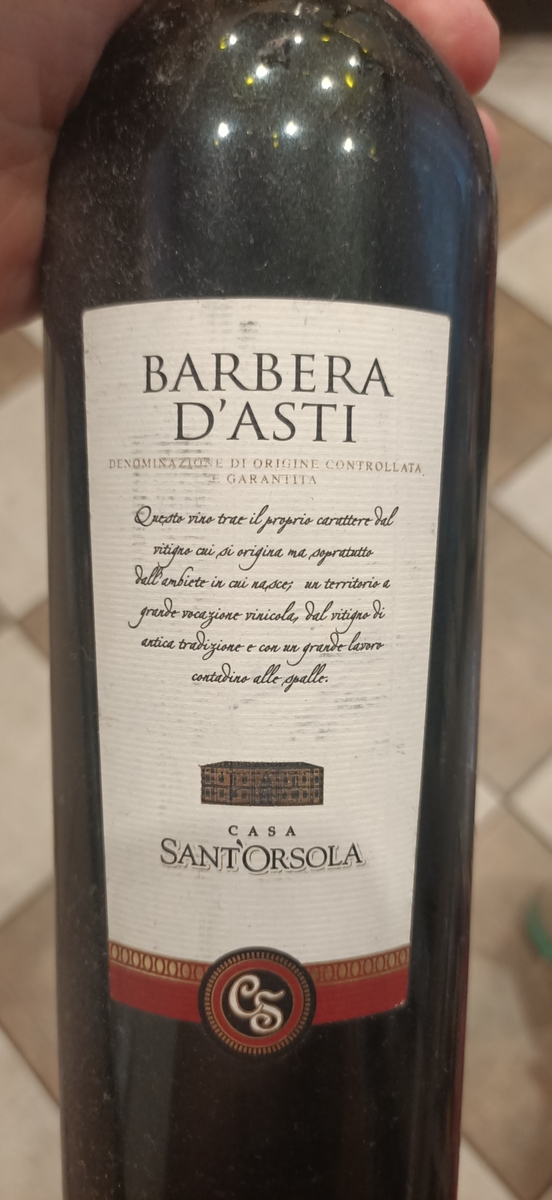 BARBERA
D'ASTI
DENOMINAZIONE DI ORIGINE CONTROLLATA
E GARANTITA
Questo vino trae il proprio carattere dal
vitigno cui si origina ma sopratutto
dall'ambiete in cui nasce; un territorio a
grande vocazione vinicola, dal vitigno di
antica tradizione e con un grande lavoro
contadino alle spalle.
CASA
SANT'ORSOLA
CS